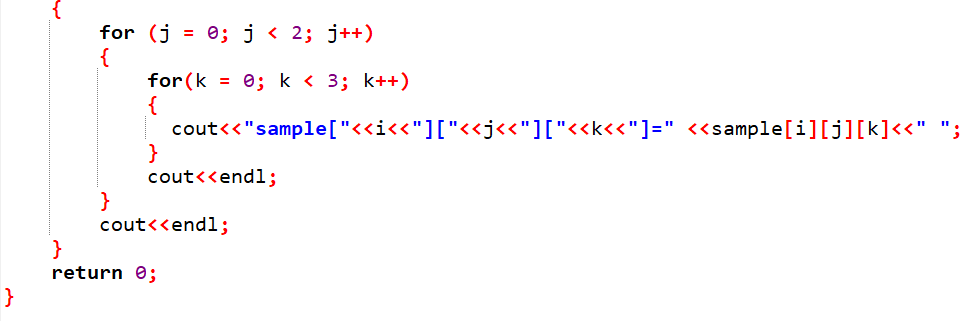 {
for (j = 0; j < 2; j++)
{
for(k = 0; k < 3; k++)
{
cout<<"sample["<<i<<"]["<<j<<"]["<<k<<"]=" <<sample[i][j][k]<<" ";
}
cout<<endl;
}
cout<<endl;
}
return 0;
}